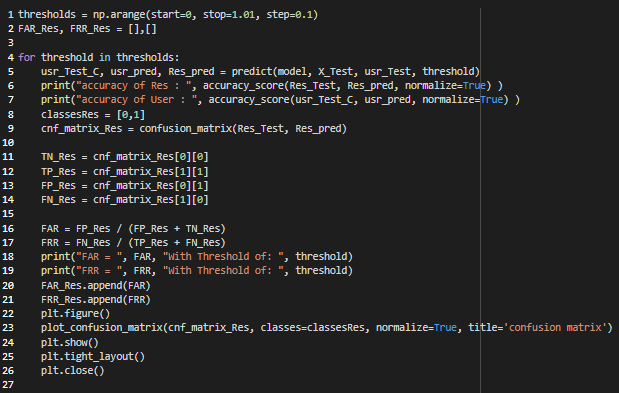 1 thresholds = np.arange(start=0, stop=1.01, step=0.1)
2 FAR_Res, FRR_Res = [],[]
3
4 for threshold in thresholds:
5     usr_Test_C, usr_pred, Res_pred = predict(model, X_Test, usr_Test, threshold)
6     print("accuracy of Res : ", accuracy_score(Res_Test, Res_pred, normalize=True) )
7     print("accuracy of User : ", accuracy_score(usr_Test_C, usr_pred, normalize=True) )
8     classesRes = [0,1]
9     cnf_matrix_Res = confusion_matrix(Res_Test, Res_pred)
10
11     TN_Res = cnf_matrix_Res[0][0]
12     TP_Res = cnf_matrix_Res[1][1]
13     FP_Res = cnf_matrix_Res[0][1]
14     FN_Res = cnf_matrix_Res[1][0]
15
16     FAR = FP_Res / (FP_Res + TN_Res)
17     FRR = FN_Res / (TP_Res + FN_Res)
18     print("FAR = ", FAR, "With Threshold of: ", threshold)
19     print("FRR = ", FRR, "With Threshold of: ", threshold)
20     FAR_Res.append(FAR)
21     FRR_Res.append(FRR)
22     plt.figure()
23     plot_confusion_matrix(cnf_matrix_Res, classes=classesRes, normalize=True, title='confusion matrix')
24     plt.show()
25     plt.tight_layout()
26     plt.close()
27